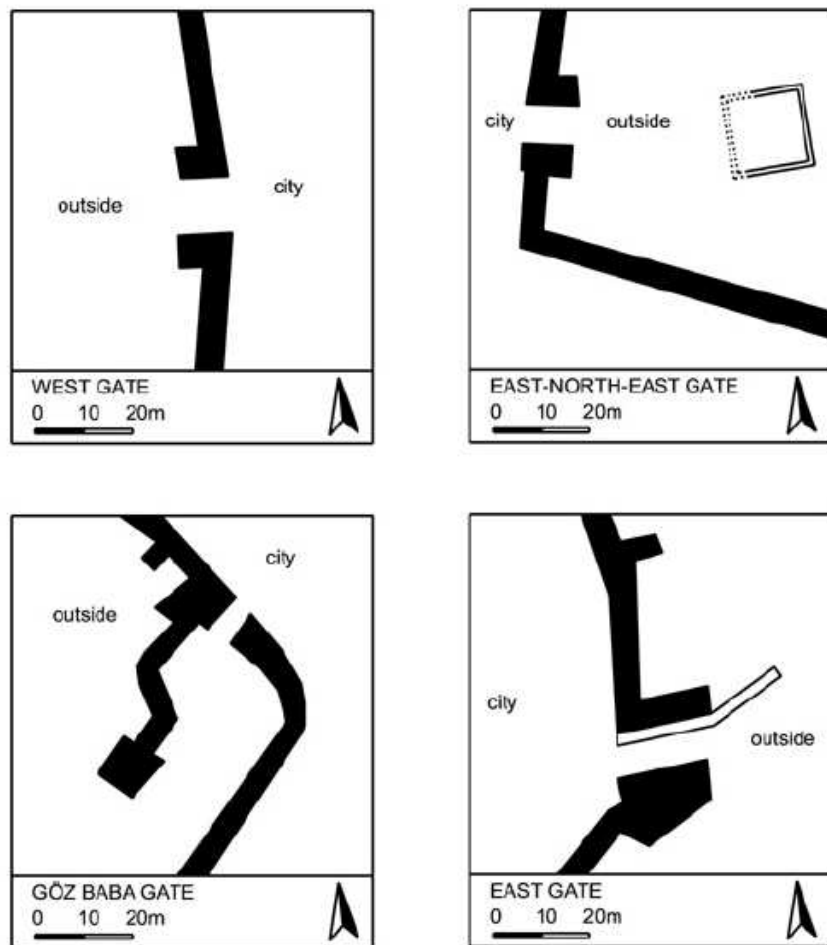 outside
city
WEST GATE
0 10 20m
city
outside
EAST-NORTH-EAST GATE
0 10 20m
city
outside
GÖZ BABA GATE
0 10 20m
city
outside
EAST GATE
0 10 20m